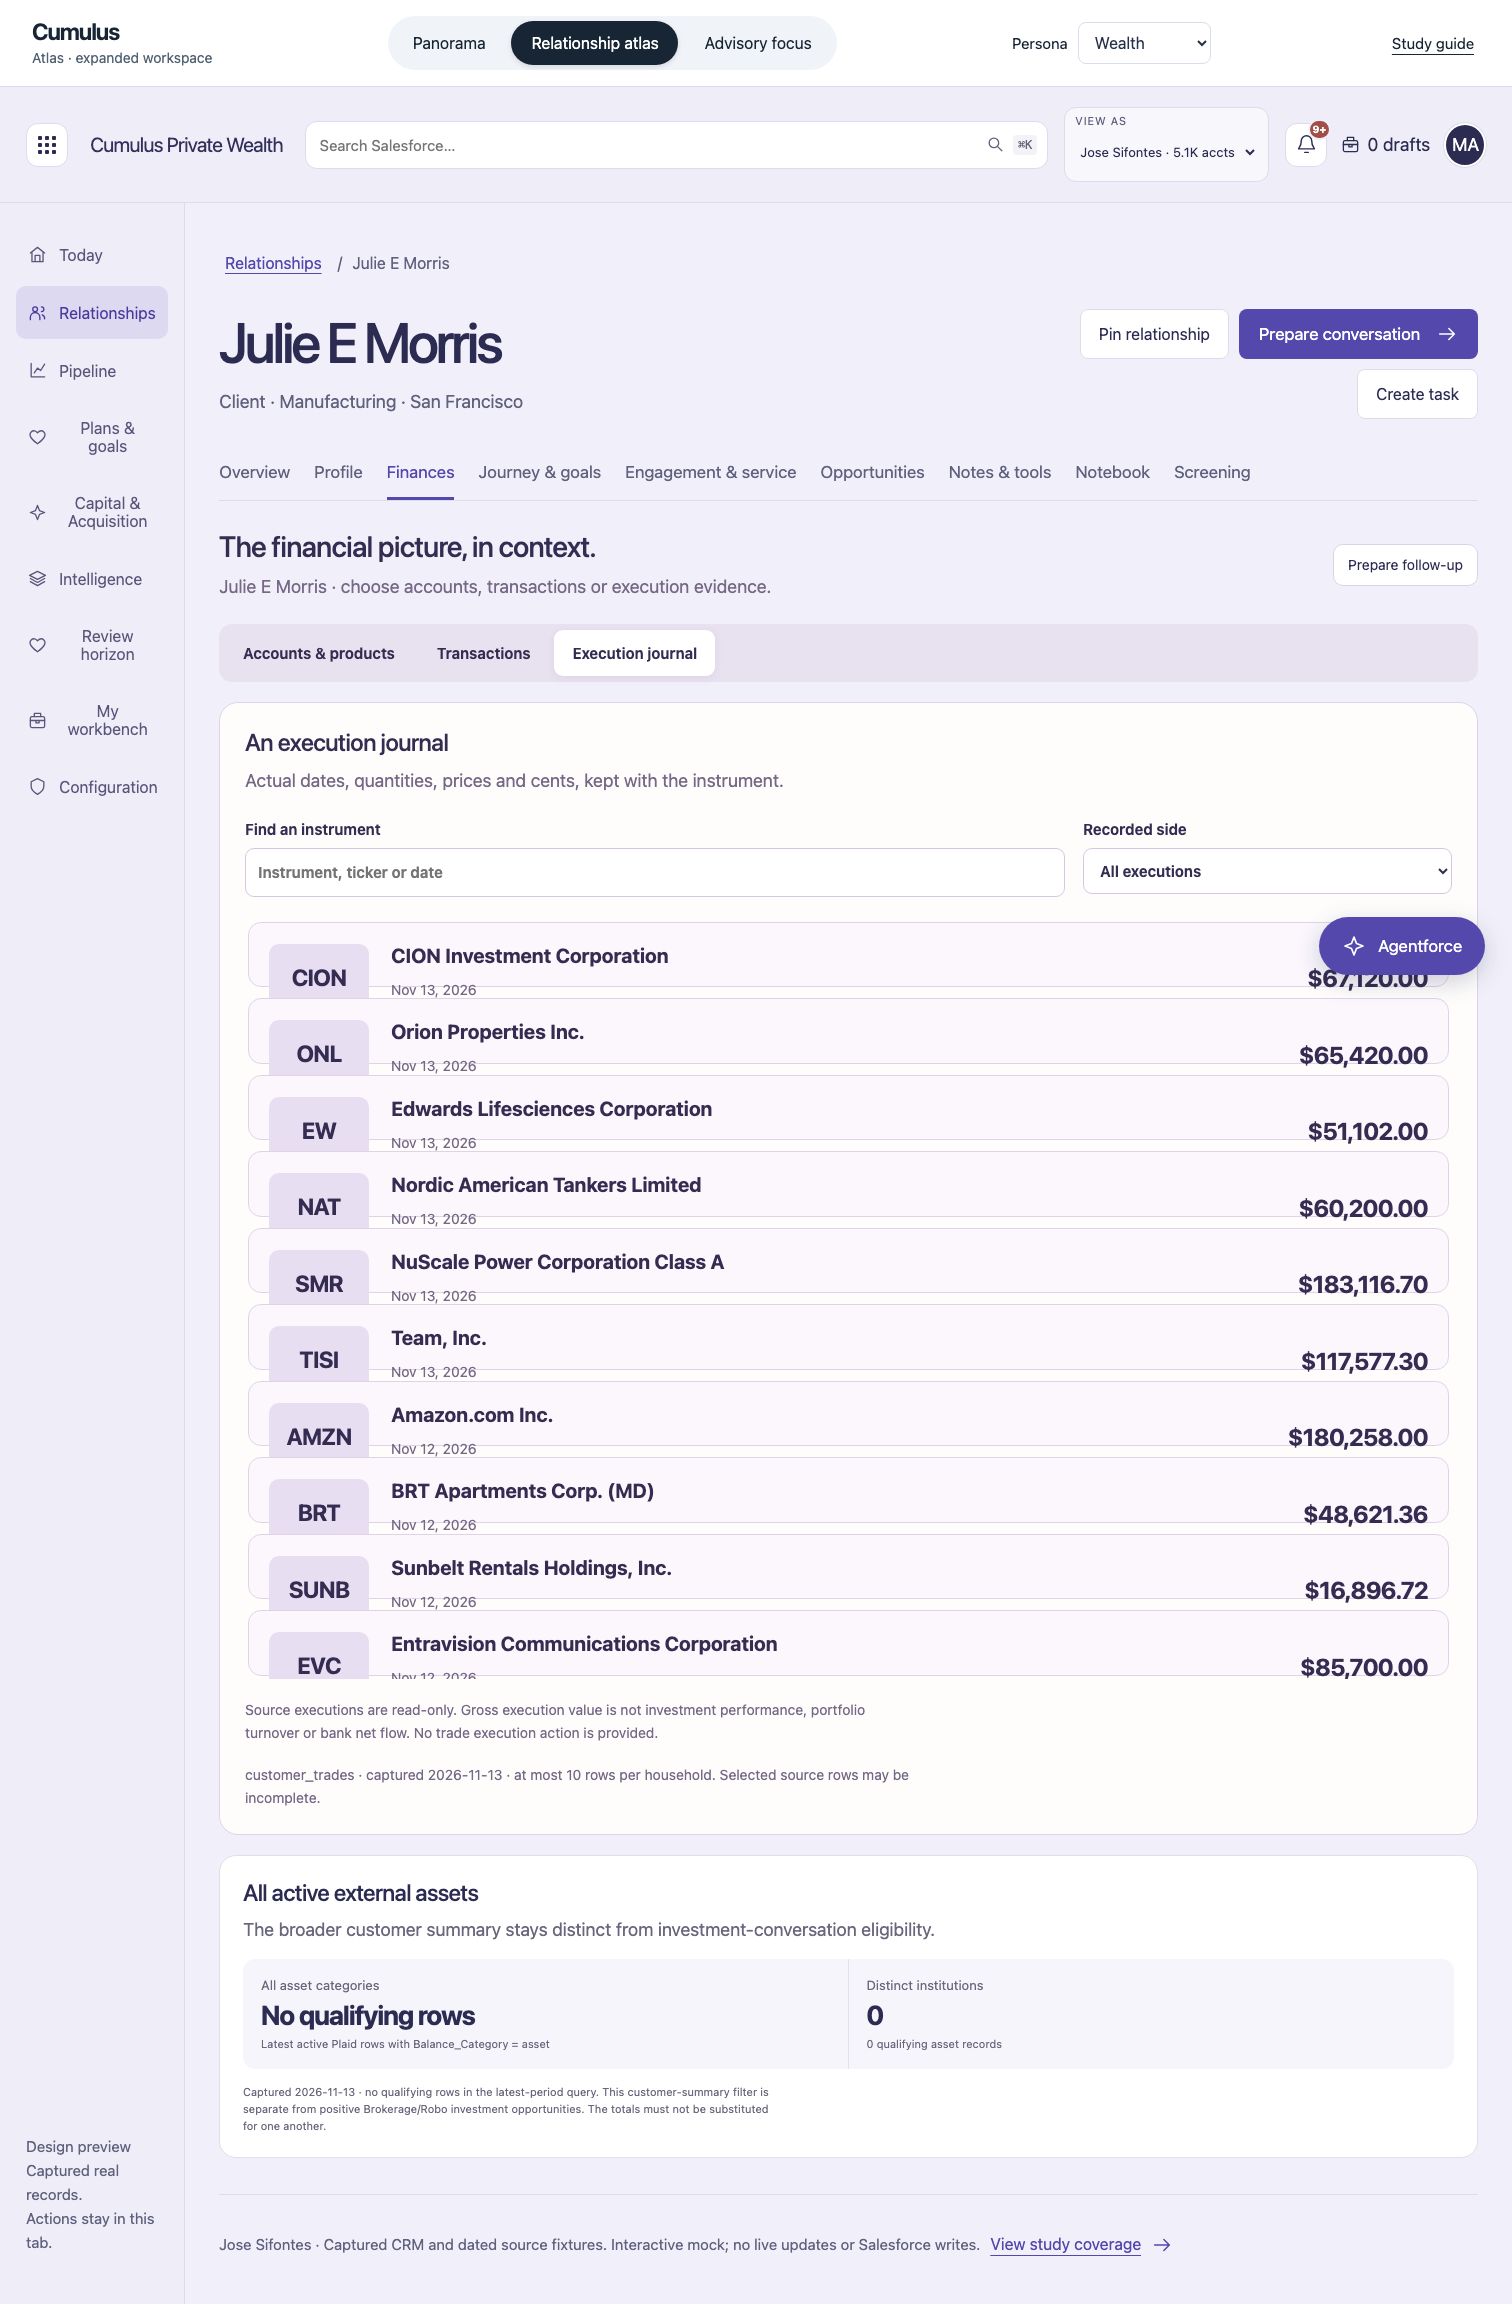 Cumulus
Atlas · expanded workspace
Panorama
Relationship atlas
Advisory focus
Persona
Wealth
Study guide
Cumulus Private Wealth
Search Salesforce...
⌘K
VIEW AS
Jose Sifontes · 5.1K accts
9+
0 drafts
MA
Today
Relationships
Pipeline
Plans &
goals
Capital &
Acquisition
Intelligence
Review
horizon
My
workbench
Configuration
Design preview
Captured real
records.
Actions stay in this
tab.
Relationships / Julie E Morris
Julie E Morris
Client · Manufacturing · San Francisco
Pin relationship
Prepare conversation
Create task
Overview
Profile
Finances
Journey & goals
Engagement & service
Opportunities
Notes & tools
Notebook
Screening
The financial picture, in context.
Julie E Morris · choose accounts, transactions or execution evidence.
Prepare follow-up
Accounts & products
Transactions
Execution journal
An execution journal
Actual dates, quantities, prices and cents, kept with the instrument.
Find an instrument
Instrument, ticker or date
Recorded side
All executions
Agentforce
CION
CION Investment Corporation
Nov 13, 2026
$67,120.00
ONL
Orion Properties Inc.
Nov 13, 2026
$65,420.00
EW
Edwards Lifesciences Corporation
Nov 13, 2026
$51,102.00
NAT
Nordic American Tankers Limited
Nov 13, 2026
$60,200.00
SMR
NuScale Power Corporation Class A
Nov 13, 2026
$183,116.70
TISI
Team, Inc.
Nov 13, 2026
$117,577.30
AMZN
Amazon.com Inc.
Nov 12, 2026
$180,258.00
BRT
BRT Apartments Corp. (MD)
Nov 12, 2026
$48,621.36
SUNB
Sunbelt Rentals Holdings, Inc.
Nov 12, 2026
$16,896.72
EVC
Entravision Communications Corporation
Nov 12, 2026
$85,700.00
Source executions are read-only. Gross execution value is not investment performance, portfolio
turnover or bank net flow. No trade execution action is provided.
customer_trades · captured 2026-11-13 · at most 10 rows per household. Selected source rows may be
incomplete.
All active external assets
The broader customer summary stays distinct from investment-conversation eligibility.
All asset categories
No qualifying rows
Latest active Plaid rows with Balance_Category = asset
Distinct institutions
0
0 qualifying asset records
Captured 2026-11-13 · no qualifying rows in the latest-period query. This customer-summary filter is
separate from positive Brokerage/Robo investment opportunities. The totals must not be substituted
for one another.
Jose Sifontes · Captured CRM and dated source fixtures. Interactive mock; no live updates or Salesforce writes. View study coverage